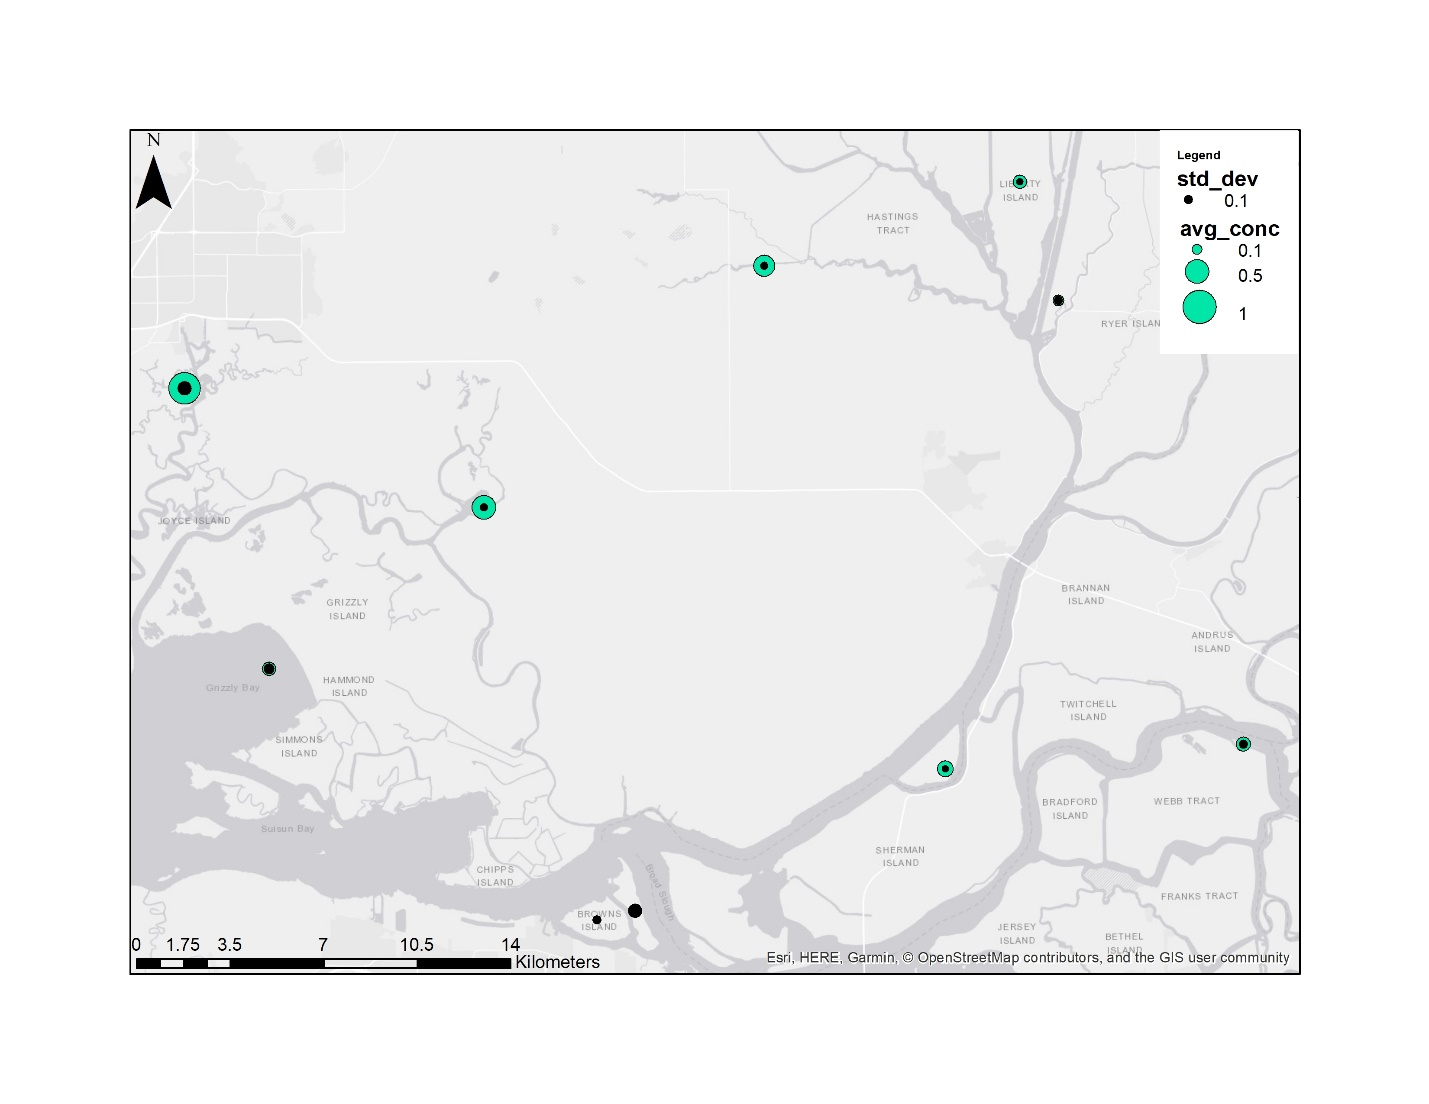 N
Legend
std_dev
0.1
avg_conc
0.1
0.5
1
LIBERTY
ISLAND
HASTINGS
TRACT
RYER ISLAN
JOYCE ISLAND
GRIZZLY
ISLAND
BRANNAN
ISLAND
ANDRUS
ISLAND
Grizzly Bay
HAMMOND
ISLAND
TWITCHELL
ISLAND
SIMMONS
ISLAND
BRADFORD
ISLAND
WEBB TRACT
Suisun Bay
SHERMAN
ISLAND
CHIPPS
ISLAND
Broad Slough
FRANKS TRACT
BROWNS
ISLAND
JERSEY
ISLAND
BETHEL
ISLAND
0 1.75 3.5 7 10.5 14
Kilometers
Esri, HERE, Garmin, © OpenStreetMap contributors, and the GIS user community